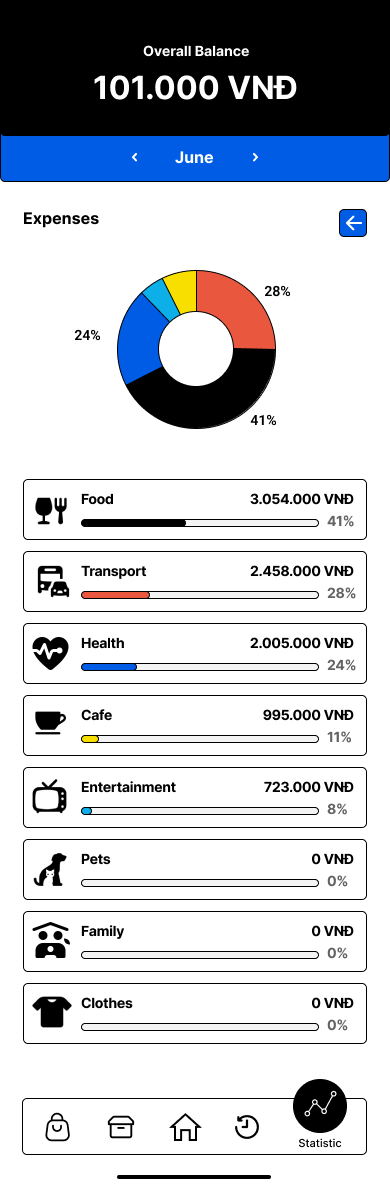 Overall Balance
101.000 VNĐ
June
Expenses
28%
24%
41%
Food 3.054.000 VNĐ
41%
Transport 2.458.000 VNĐ
28%
Health 2.005.000 VNĐ
24%
Cafe 995.000 VNĐ
11%
Entertainment 723.000 VNĐ
8%
Pets 0 VNĐ
0%
Family 0 VNĐ
0%
Clothes 0 VNĐ
0%
Statistic